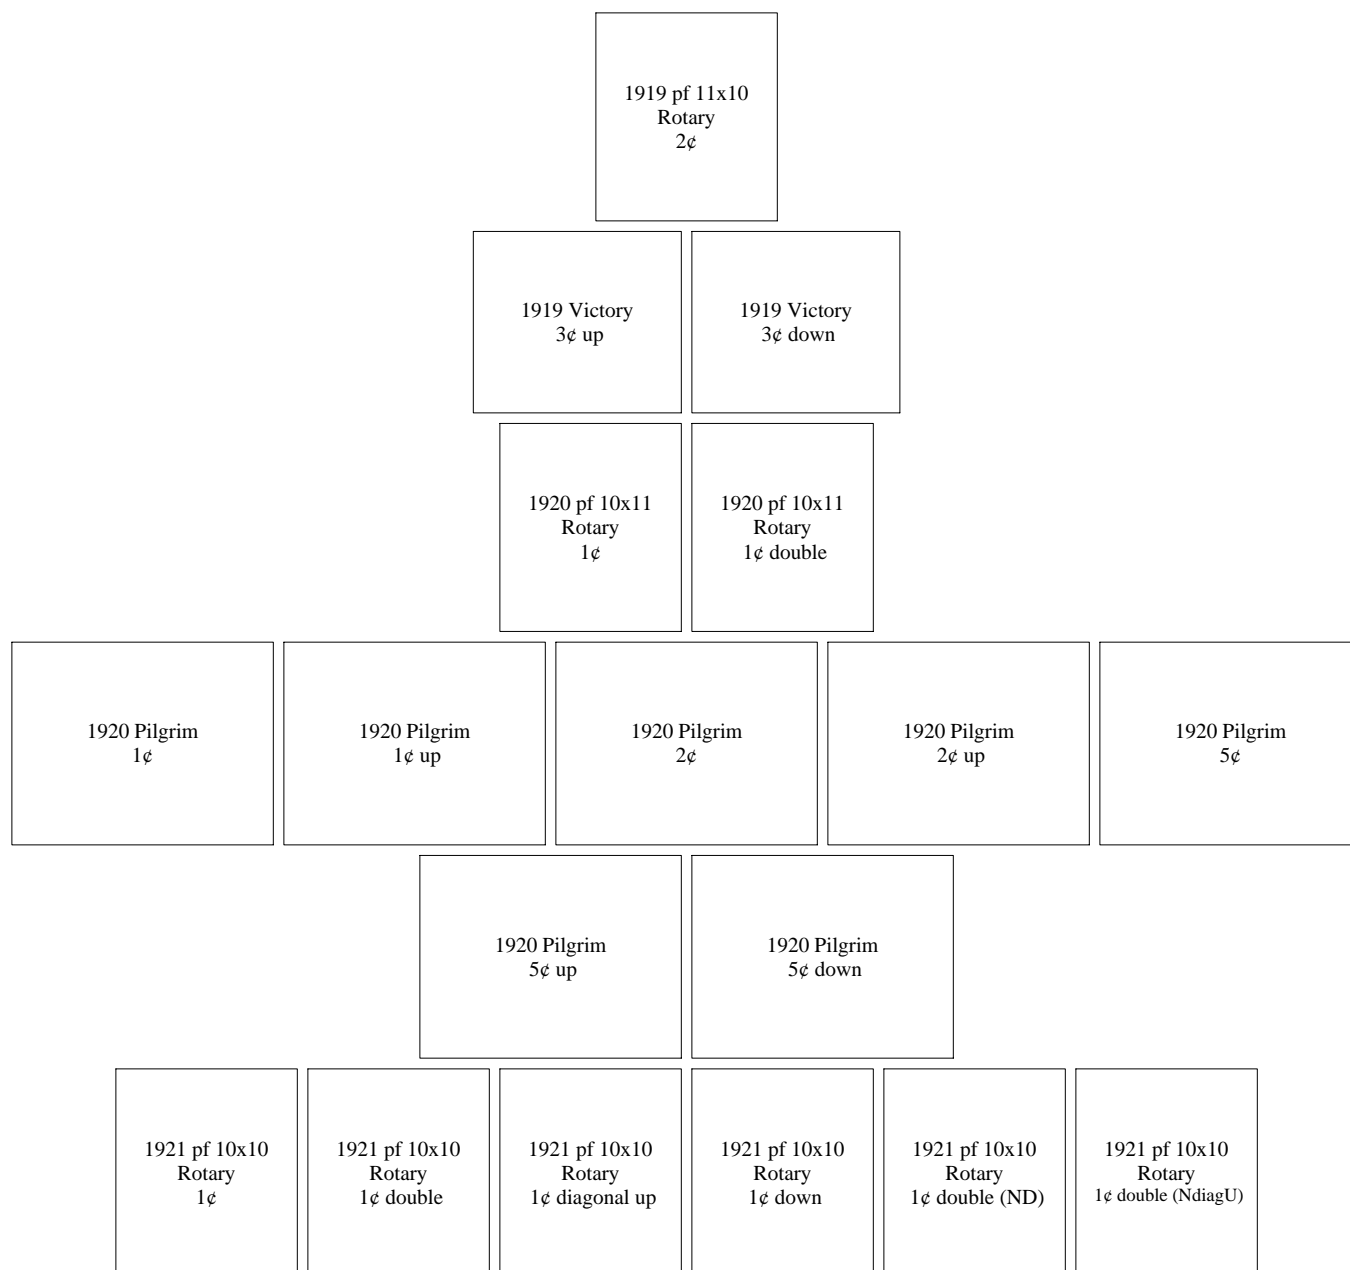 1919 pf 11x10
Rotary
2¢
1919 Victory
3¢ up
1919 Victory
3¢ down
1920 pf 10x11
Rotary
1¢
1920 pf 10x11
Rotary
1¢ double
1920 Pilgrim
1¢
1920 Pilgrim
1¢ up
1920 Pilgrim
2¢
1920 Pilgrim
2¢ up
1920 Pilgrim
5¢
1920 Pilgrim
5¢ up
1920 Pilgrim
5¢ down
1921 pf 10x10
Rotary
1¢
1921 pf 10x10
Rotary
1¢ double
1921 pf 10x10
Rotary
1¢ diagonal up
1921 pf 10x10
Rotary
1¢ down
1921 pf 10x10
Rotary
1¢ double (ND)
1921 pf 10x10
Rotary
1¢ double (NdiagU)